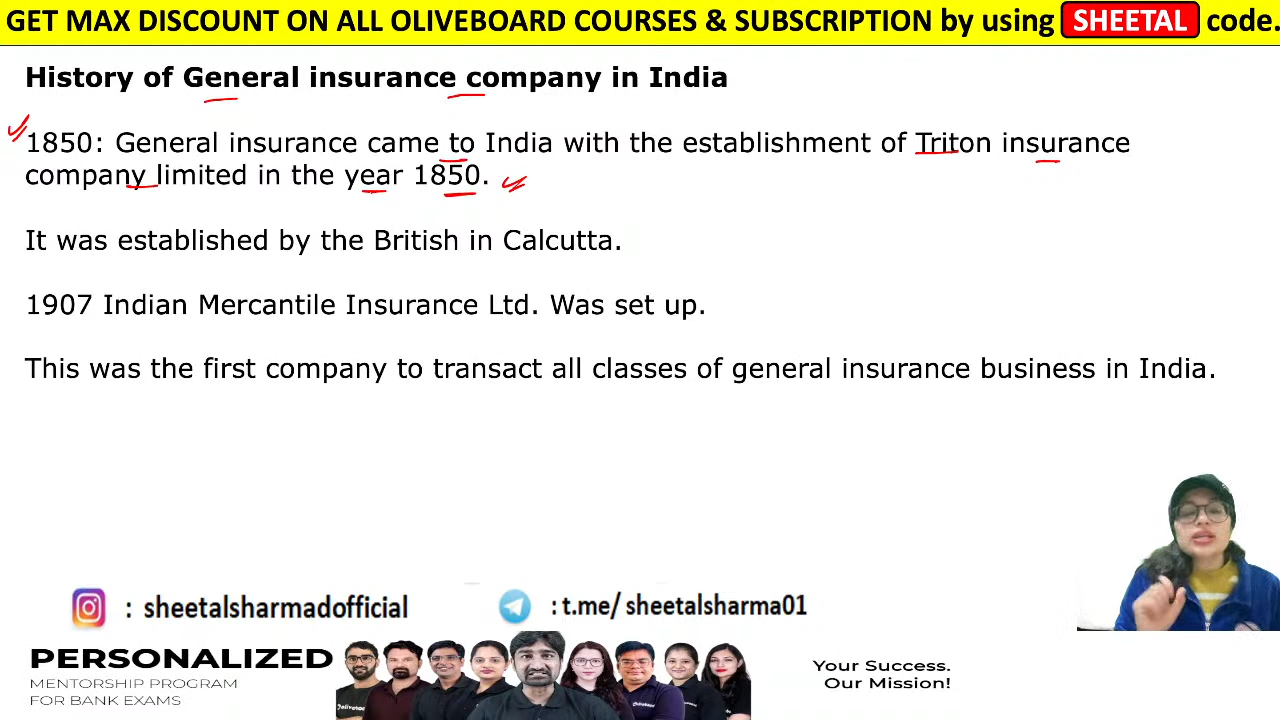 GET MAX DISCOUNT ON ALL OLIVEBOARD COURSES & SUBSCRIPTION by using SHEETAL code.
History of General insurance company in India
1850: General insurance came to India with the establishment of Triton insurance
company limited in the year 1850.
It was established by the British in Calcutta.
1907 Indian Mercantile Insurance Ltd. Was set up.
This was the first company to transact all classes of general insurance business in India.
: sheetalsharmadofficial
: t.me/ sheetalsharma01
PERSONALIZED
MENTORSHIP PROGRAM
FOR BANK EXAMS
Your Success.
Our Mission!